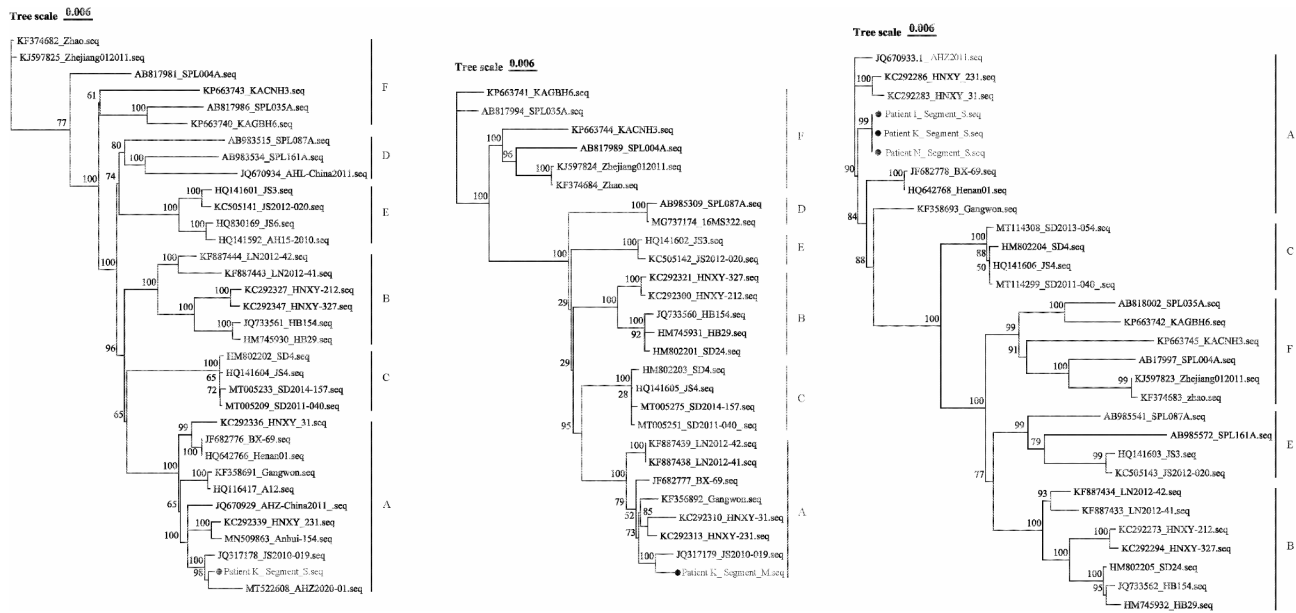 Tree scale 0.006
KF374682_Zhao.seq
KJ597825_Zhejiang012011.seq
AB817981_SPL004A.seq
KP663743_KACNH3.seq
61
AB817986_SPL035A.seq
100
KP663740_KAGBH6.seq
77
F
AB983515_SPL087A.seq
80
AB983534_SPL161A.seq
100
JQ670934_AHL-China2011.seq
74
D
100
HQ141601_JS3.seq
100
KC505141_JS2012-020.seq
100
HQ830169_JS6.seq
100
HQ141592_AH15-2010.seq
E
100
KF887444_LN2012-42.seq
100
KF887443_LN2012-41.seq
100
KC292327_HNXY-212.seq
100
KC292347_HNXY-327.seq
100
JQ733561_HB154.seq
100
HM745930_HB29.seq
B
96
HM802202_SD4.seq
100
HQ141604_JS4.seq
65
MT005233_SD2014-157.seq
72
MT005209_SD2011-040.seq
C
65
KC292336_HNXY_31.seq
99
JF682776_BX-69.seq
100
HQ642766_Henan01.seq
100
KF358691_Gangwon.seq
100
HQ116417_A12.seq
65
JQ670929_AHZ-China2011_.seq
KC292339_HNXY_231.seq
100
MN509863_Anhui-154.seq
100
JQ317178_JS2010-019.seq
100
Patient K_ Segment_S.seq
98
MT522608_AHZ2020-01.seq
A
Tree scale 0.006
KP663741_KAGBH6.seq
AB817994_SPL035A.seq
KP663744_KACNH3.seq
100
AB817989_SPL004A.seq
96
KJ597824_Zhejiang012011.seq
100
KF374684_Zhao.seq
100
F
AB985309_SPL087A.seq
100
MG737174_16MS322.seq
D
HQ141602_JS3.seq
100
KC505142_JS2012-020.seq
100
E
KC292321_HNXY-327.seq
100
KC292300_HNXY-212.seq
29
100
JQ733560_HB154.seq
100
HM745931_HB29.seq
92
HM802201_SD24.seq
B
29
HM802203_SD4.seq
100
HQ141605_JS4.seq
28
MT005275_SD2014-157.seq
MT005251_SD2011-040_.seq
C
95
KF887439_LN2012-42.seq
100
KF887438_LN2012-41.seq
100
JF682777_BX-69.seq
79
KF356892_Gangwon.seq
52
85
KC292310_HNXY-31.seq
73
KC292313_HNXY-231.seq
JQ317179_JS2010-019.seq
100
Patient K_ Segment_M.seq
A
Tree scale 0.006
JQ670933.1_AHZ2011.seq
KC292286_HNXY_231.seq
100
KC292283_HNXY_31.seq
Patient I_ Segment_S.seq
99
Patient K_ Segment_S.seq
Patient N_ Segment_S.seq
90
JF682778_BX-69.seq
100
HQ642768_Henan01.seq
84
KF358693_Gangwon.seq
A
MT114308_SD2013-054.seq
100
HM802204_SD4.seq
88
HQ141606_JS4.seq
50
MT114299_SD2011-040_.seq
C
88
AB818002_SPL035A.seq
100
KP663742_KAGBH6.seq
99
KP663745_KACNH3.seq
91
100
AB17997_SPL004A.seq
100
KJ597823_Zhejiang012011.seq
99
KF374683_zhao.seq
F
100
AB985541_SPL087A.seq
99
AB985572_SPL161A.seq
79
HQ141603_JS3.seq
99
KC505143_JS2012-020.seq
E
77
KF887434_LN2012-42.seq
93
KF887433_LN2012-41.seq
100
KC292273_HNXY-212.seq
100
KC292294_HNXY-327.seq
100
HM802205_SD24.seq
100
JQ733562_HB154.seq
95
HM745932_HB29.seq
B